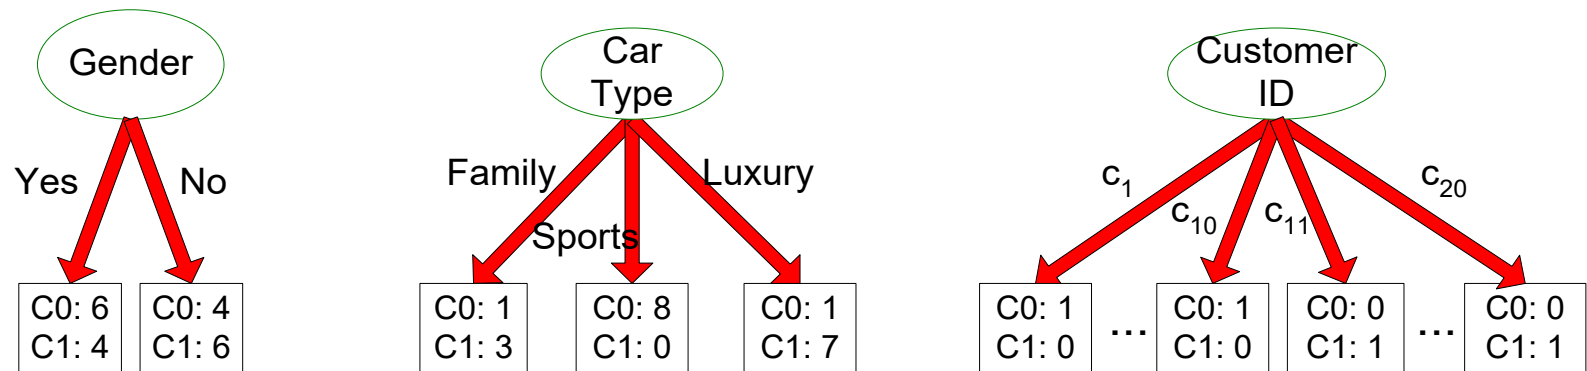 Gender
Yes
No
C0: 6
C1: 4
C0: 4
C1: 6
Car
Type
Family
Sports
Luxury
C0: 1
C1: 3
C0: 8
C1: 0
C0: 1
C1: 7
Customer
ID
c1
c10
c11
c20
C0: 1
C1: 0
...
C0: 1
C1: 0
C0: 0
C1: 1
...
C0: 0
C1: 1